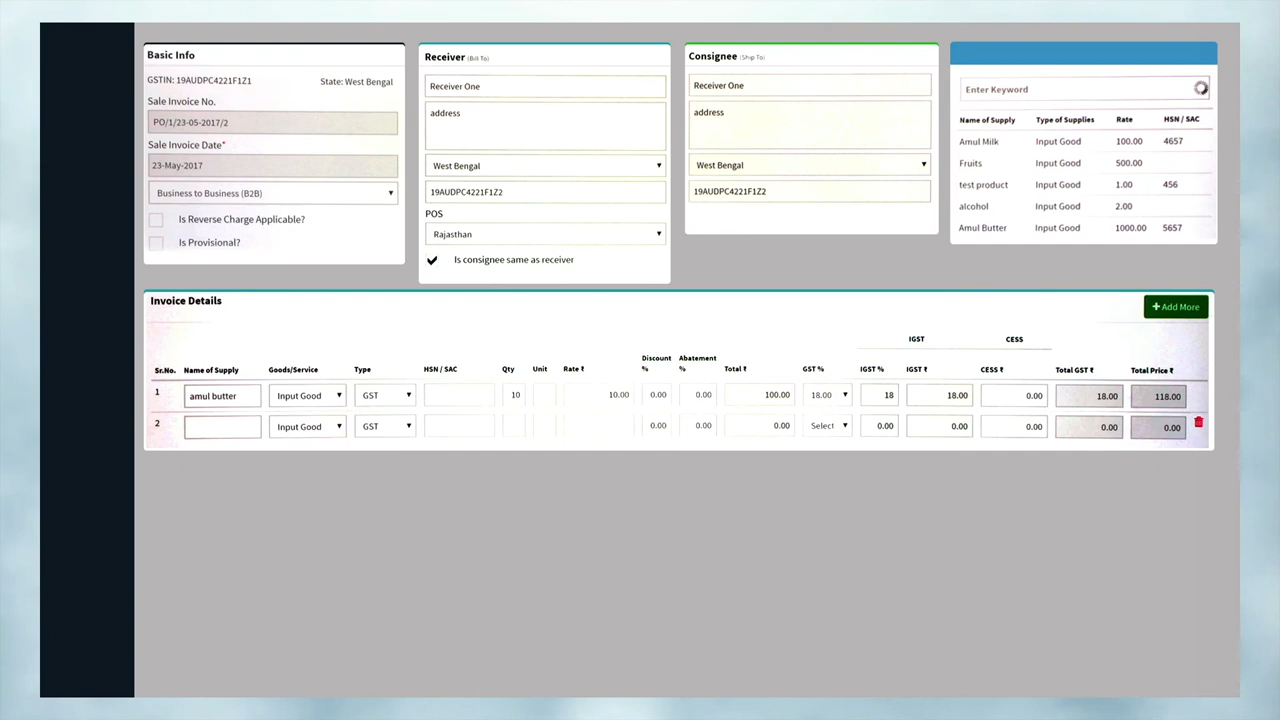 Basic Info
GSTIN: 19AUDPC4221F1Z1 State: West Bengal
Sale Invoice No.
PO/1/23-05-2017/2
Sale Invoice Date*
23-May-2017
Business to Business (B2B)
Is Reverse Charge Applicable?
Is Provisional?
Receiver (Bill To)
Receiver One
address
West Bengal
19AUDPC4221F1Z2
POS
Rajasthan
Is consignee same as receiver
Consignee (Ship To)
Receiver One
address
West Bengal
19AUDPC4221F1Z2
Enter Keyword
Name of Supply Type of Supplies Rate HSN / SAC
Amul Milk Input Good 100.00 4657
Fruits Input Good 500.00
test product Input Good 1.00 456
alcohol Input Good 2.00
Amul Butter Input Good 1000.00 5657
Invoice Details
+ Add More
IGST CESS
Sr.No. Name of Supply Goods/Service Type HSN / SAC Qty Unit Rate ₹ Discount % Abatement % Total ₹ GST % IGST % IGST ₹ CESS ₹ Total GST ₹ Total Price ₹
1 amul butter Input Good GST 10 10.00 0.00 0.00 100.00 18.00 18 18.00 0.00 18.00 118.00
2 Input Good GST 0.00 0.00 0.00 Select 0.00 0.00 0.00 0.00 0.00